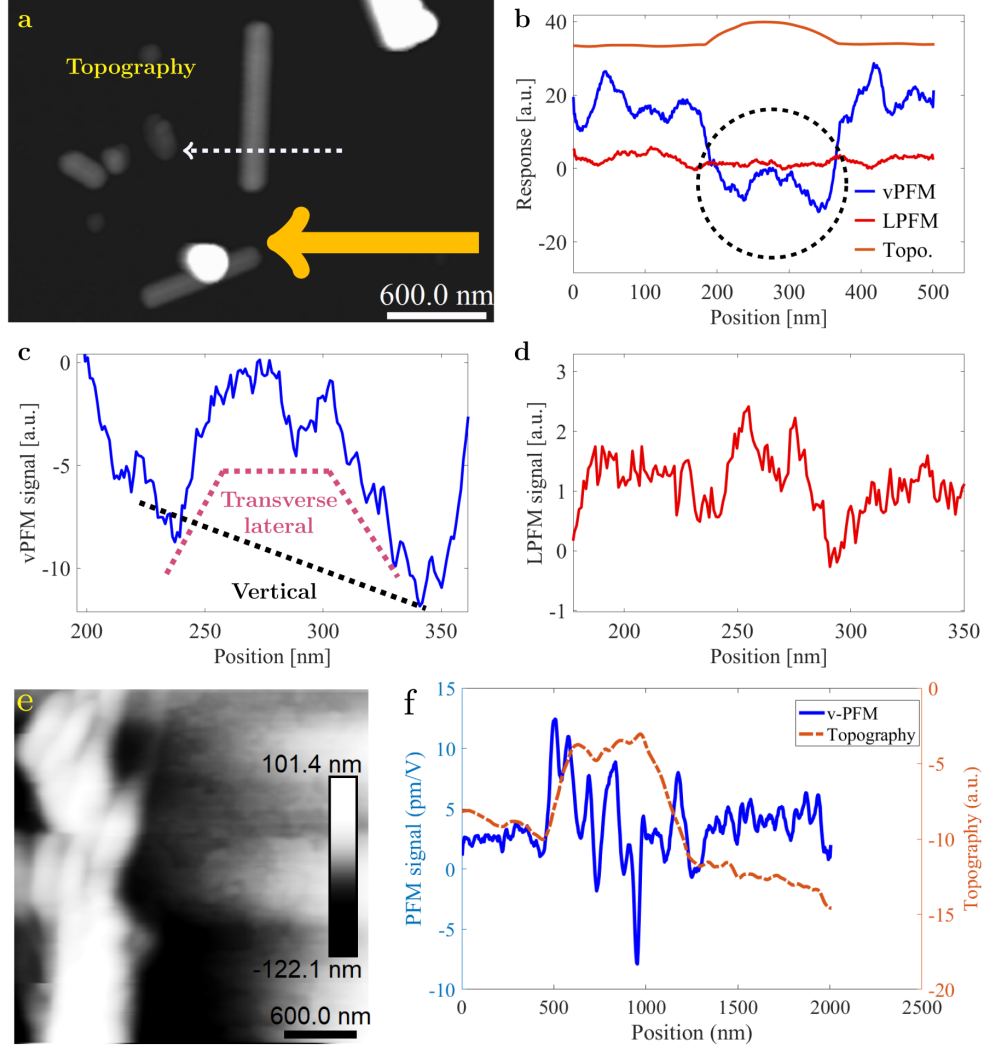 a
Topography
600.0 nm
b
40
20
0
-20
Response [a.u.]
vPFM
LPFM
Topo.
0 100 200 300 400 500
Position [nm]
c
0
-5
-10
vPFM signal [a.u.]
Transverse
lateral
Vertical
200 250 300 350
Position [nm]
d
3
2
1
0
-1
LPFM signal [a.u.]
200 250 300 350
Position [nm]
e
101.4 nm
-122.1 nm
600.0 nm
f
15
10
5
0
-5
-10
PFM signal (pm/V)
v-PFM
Topography
0
-5
-10
-15
-20
Topography (a.u.)
0 500 1000 1500 2000 2500
Position (nm)